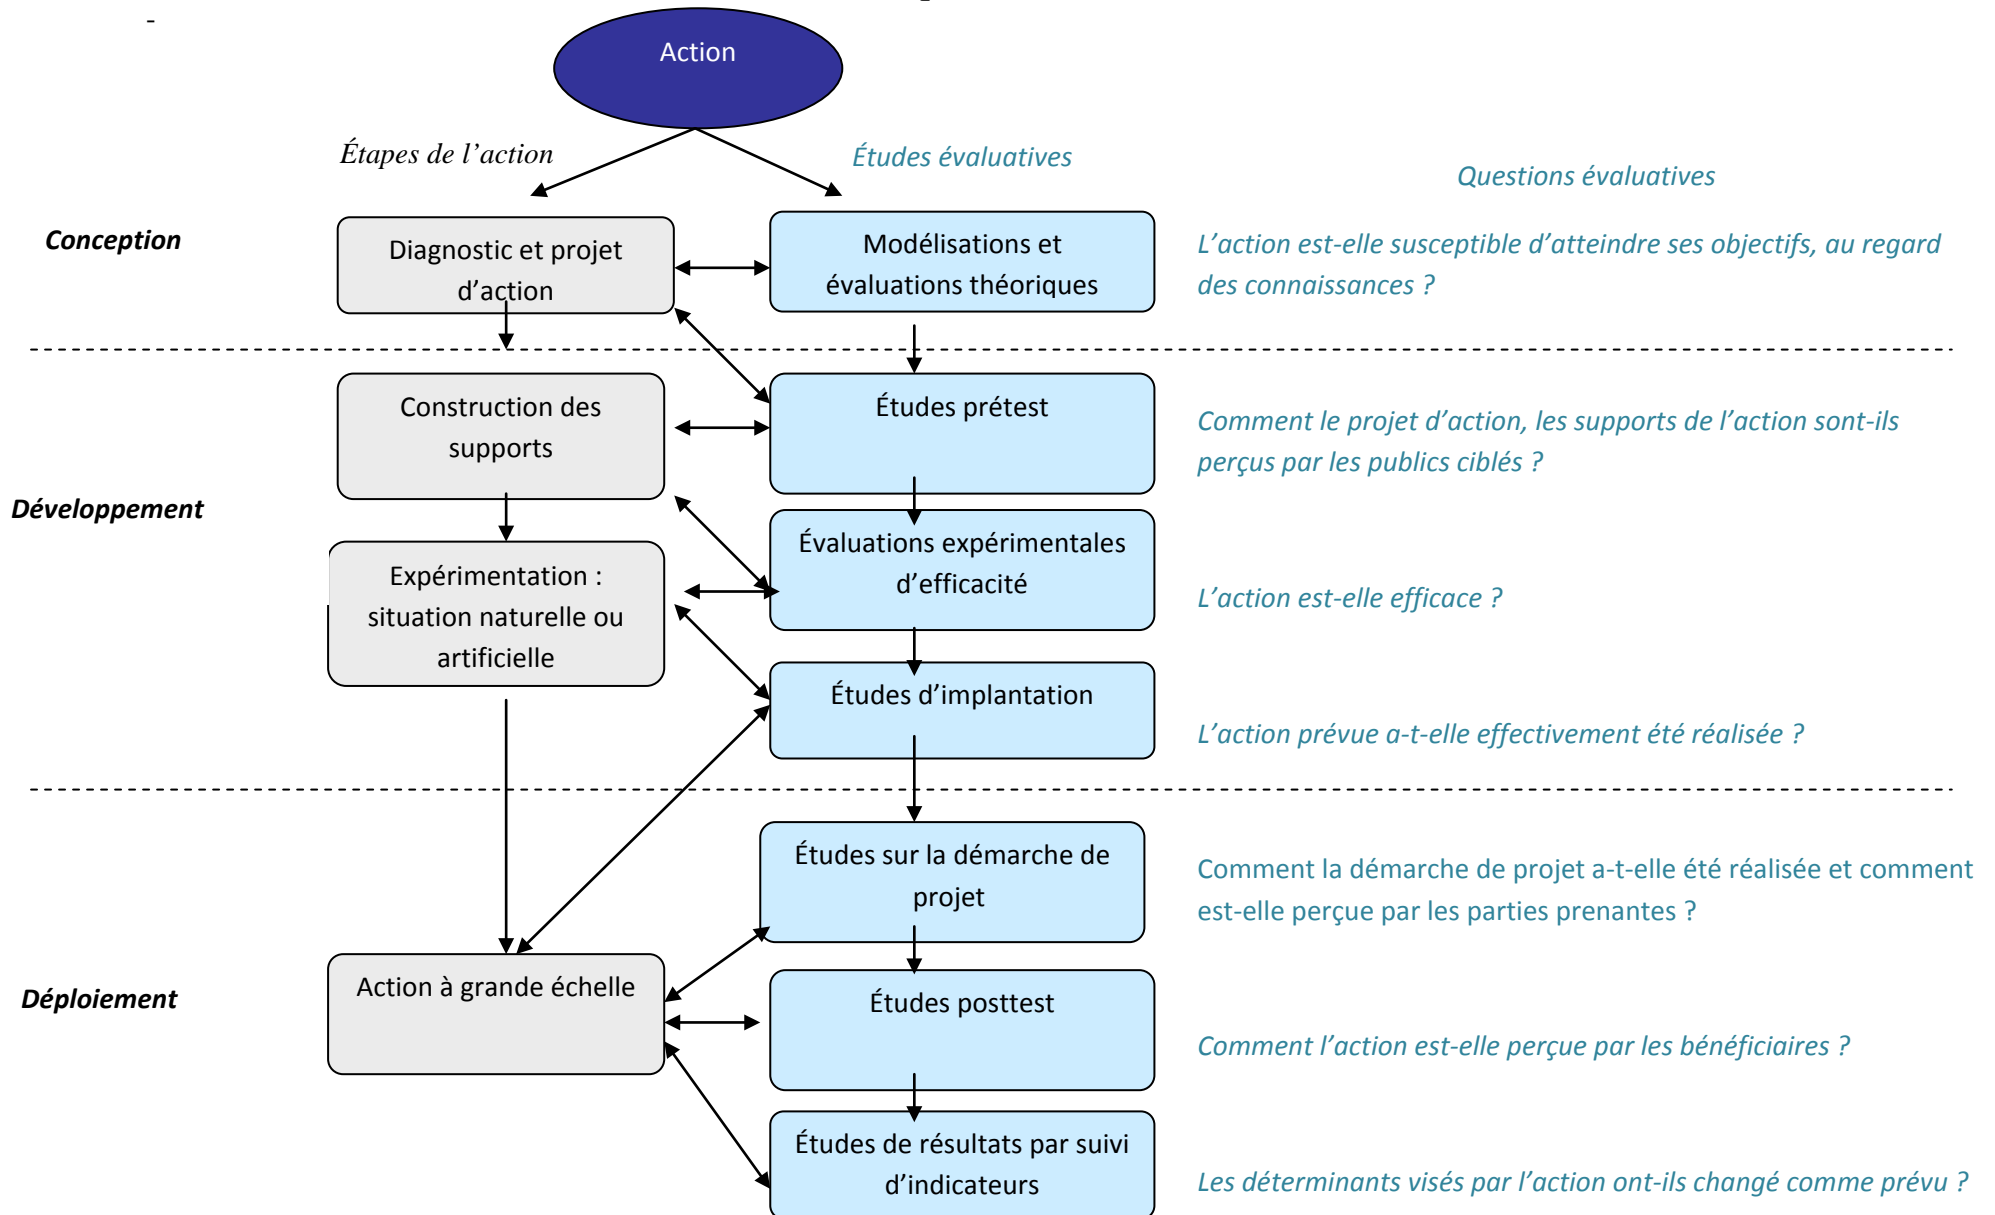 -
Action
Étapes de l’action
Études évaluatives
Questions évaluatives
Conception
Diagnostic et projet
d’action
Modélisations et
évaluations théoriques
L’action est-elle susceptible d’atteindre ses objectifs, au regard
des connaissances ?
Développement
Construction des
supports
Études prétest
Comment le projet d’action, les supports de l’action sont-ils
perçus par les publics ciblés ?
Expérimentation :
situation naturelle ou
artificielle
Évaluations expérimentales
d’efficacité
L’action est-elle efficace ?
Études d’implantation
L’action prévue a-t-elle effectivement été réalisée ?
Déploiement
Action à grande échelle
Études sur la démarche de
projet
Comment la démarche de projet a-t-elle été réalisée et comment
est-elle perçue par les parties prenantes ?
Études posttest
Comment l’action est-elle perçue par les bénéficiaires ?
Études de résultats par suivi
d’indicateurs
Les déterminants visés par l’action ont-ils changé comme prévu ?